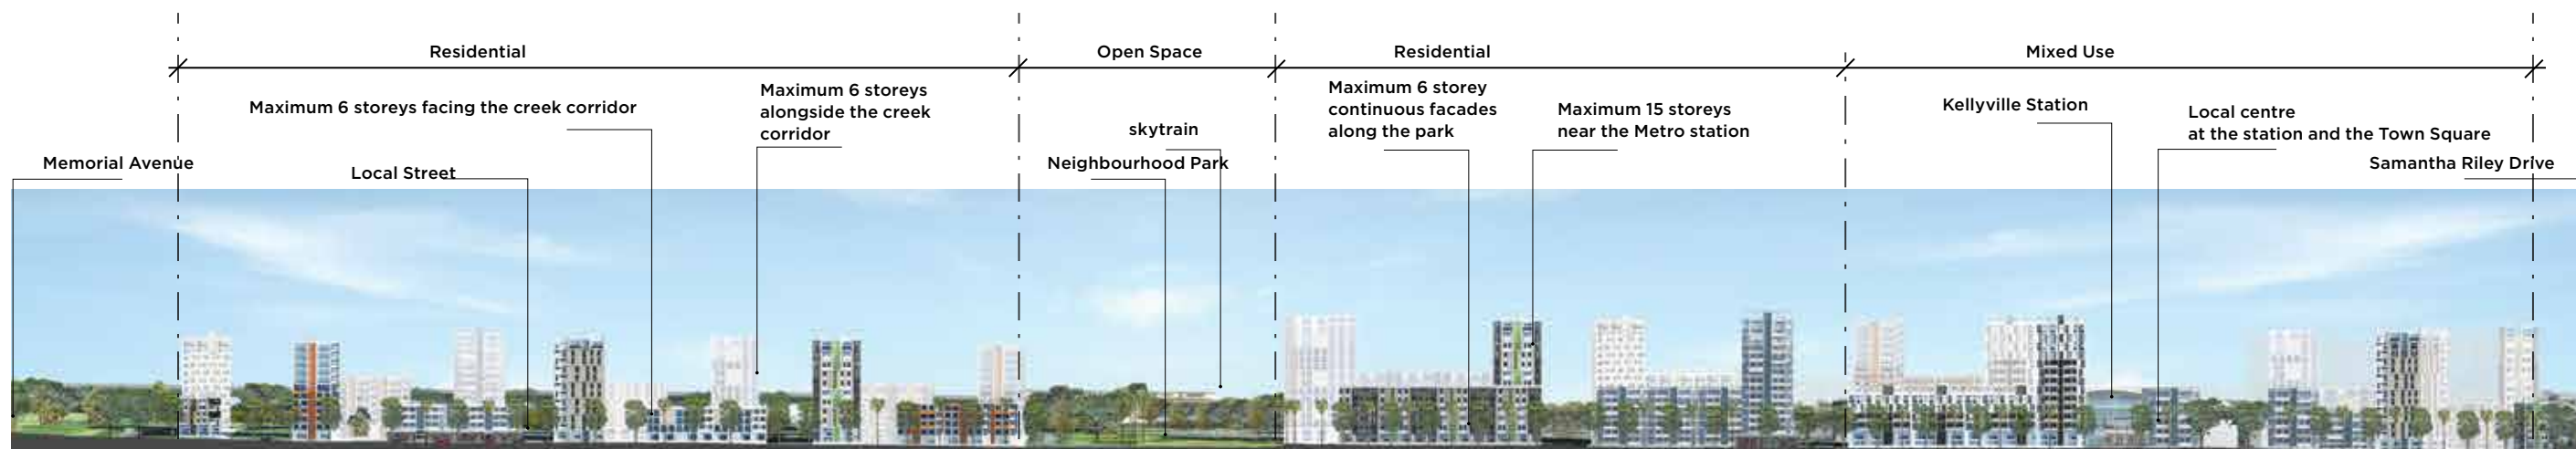 Residential
Open Space
Residential
Mixed Use
Maximum 6 storeys facing the creek corridor
Maximum 6 storeys
alongside the creek
corridor
Memorial Avenue
Local Street
skytrain
Neighbourhood Park
Maximum 6 storey
continuous facades
along the park
Maximum 15 storeys
near the Metro station
Kellyville Station
Local centre
at the station and the Town Square
Samantha Riley Drive